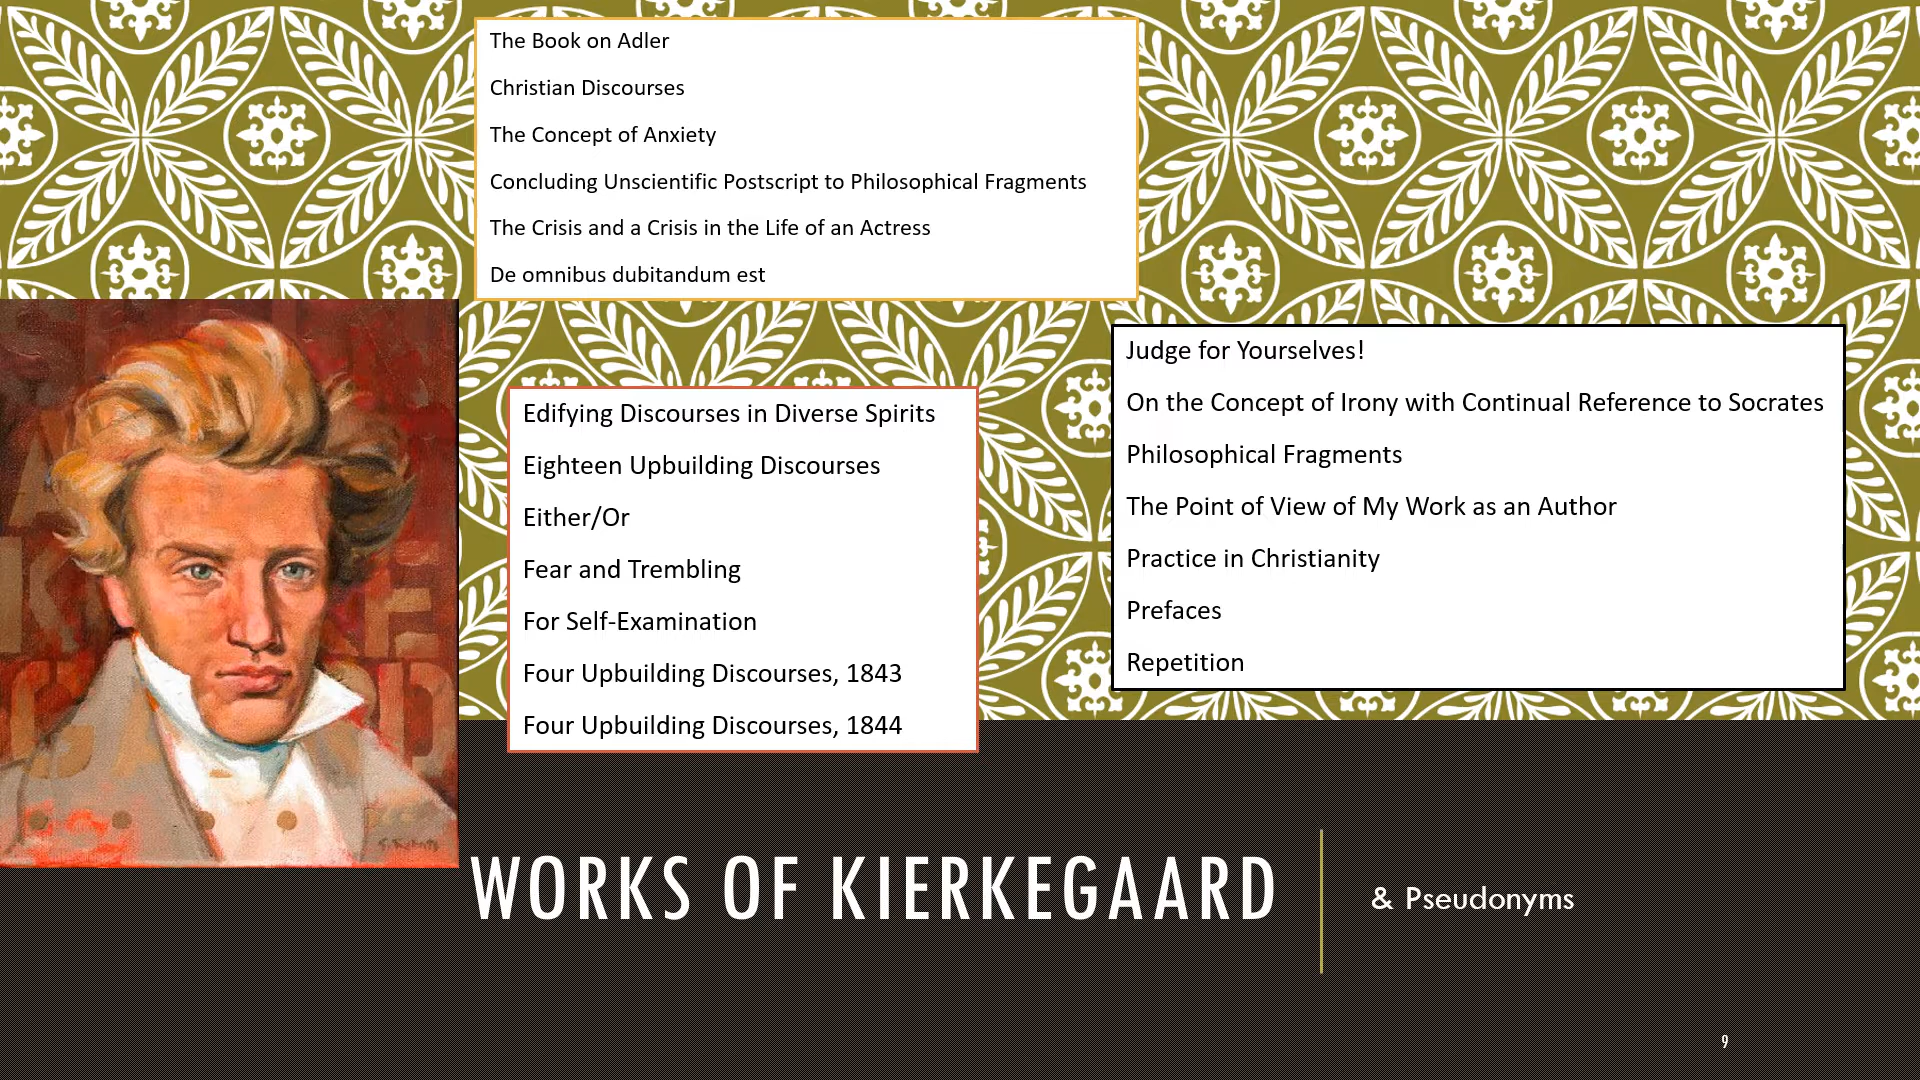 The Book on Adler
Christian Discourses
The Concept of Anxiety
Concluding Unscientific Postscript to Philosophical Fragments
The Crisis and a Crisis in the Life of an Actress
De omnibus dubitandum est
Edifying Discourses in Diverse Spirits
Eighteen Upbuilding Discourses
Either/Or
Fear and Trembling
For Self-Examination
Four Upbuilding Discourses, 1843
Four Upbuilding Discourses, 1844
Judge for Yourselves!
On the Concept of Irony with Continual Reference to Socrates
Philosophical Fragments
The Point of View of My Work as an Author
Practice in Christianity
Prefaces
Repetition
WORKS OF KIERKEGAARD
& Pseudonyms
9